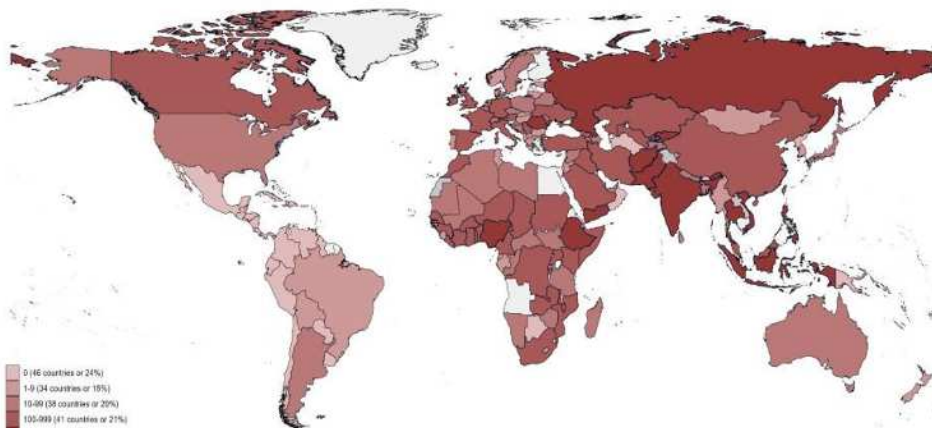 0 (46 countries or 24%)
1-9 (34 countries or 18%)
10-99 (38 countries or 20%)
100-999 (41 countries or 21%)